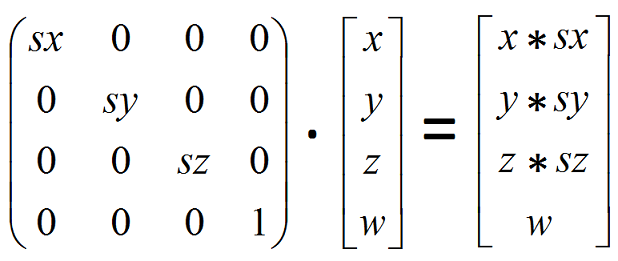 sx 0 0 0 x x * sx
0 sy 0 0 y y * sy
0 0 sz 0 · z = z * sz
0 0 0 1 w w